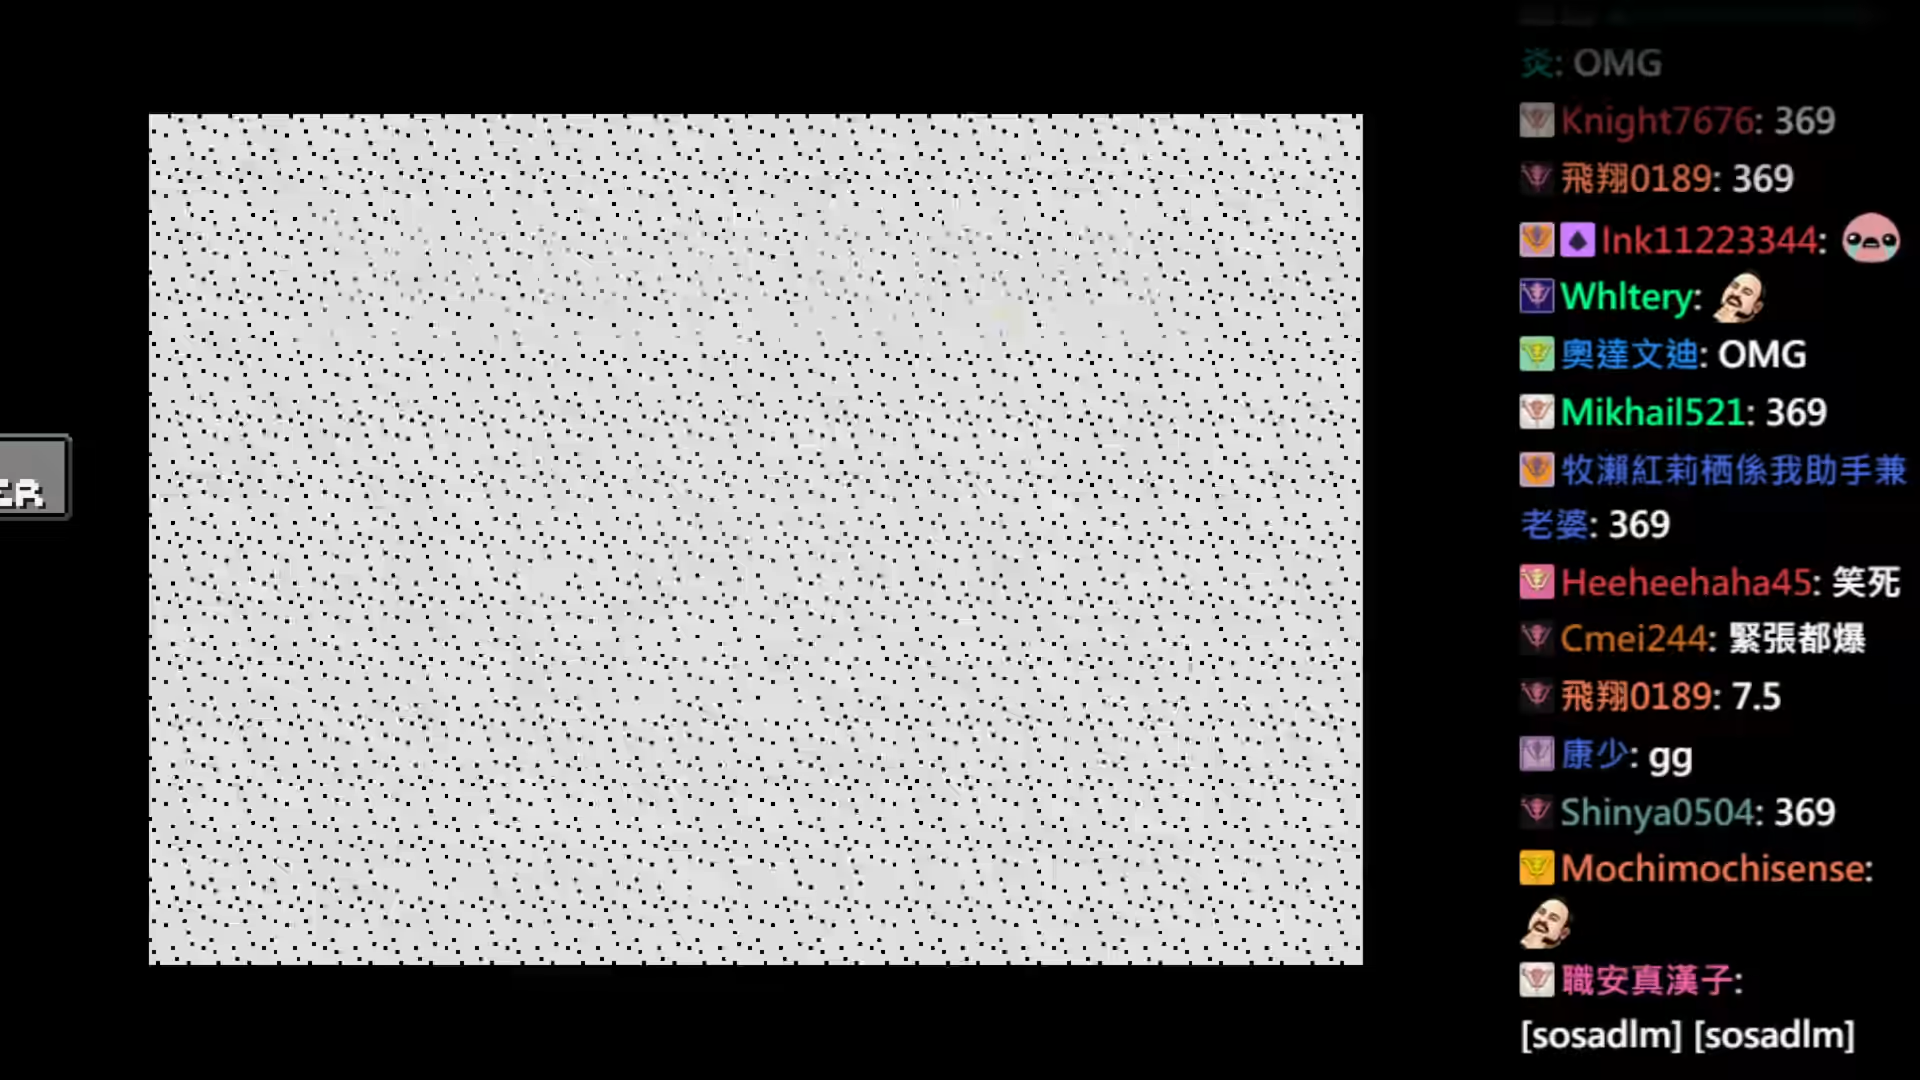 炎: OMG
Knight7676: 369
飛翔0189: 369
Ink11223344:
Whltery:
奧達文迪: OMG
Mikhail521: 369
牧瀨紅莉栖係我助手兼
老婆: 369
ER
Heeheehaha45: 笑死
Cmei244: 緊張都爆
飛翔0189: 7.5
康少: gg
Shinya0504: 369
Mochimochisense:
職安真漢子:
[sosadlm] [sosadlm]